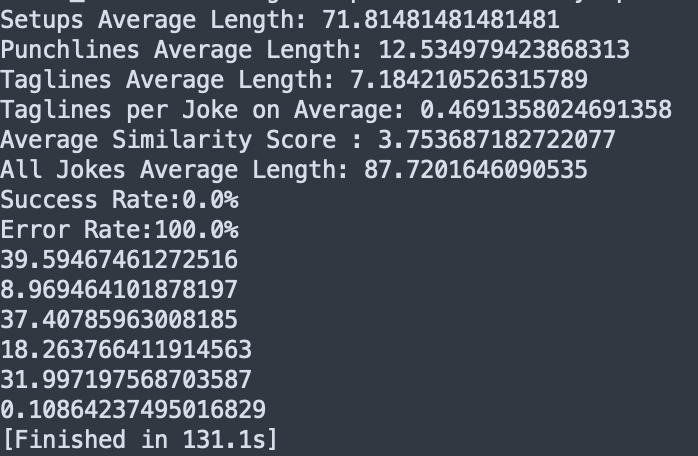 Setups Average Length: 71.81481481481481
Punchlines Average Length: 12.534979423868313
Taglines Average Length: 7.184210526315789
Taglines per Joke on Average: 0.4691358024691358
Average Similarity Score : 3.753687182722077
All Jokes Average Length: 87.7201646090535
Success Rate:0.0%
Error Rate:100.0%
39.59467461272516
8.969464101878197
37.40785963008185
18.263766411914563
31.997197568703587
0.10864237495016829
[Finished in 131.1s]